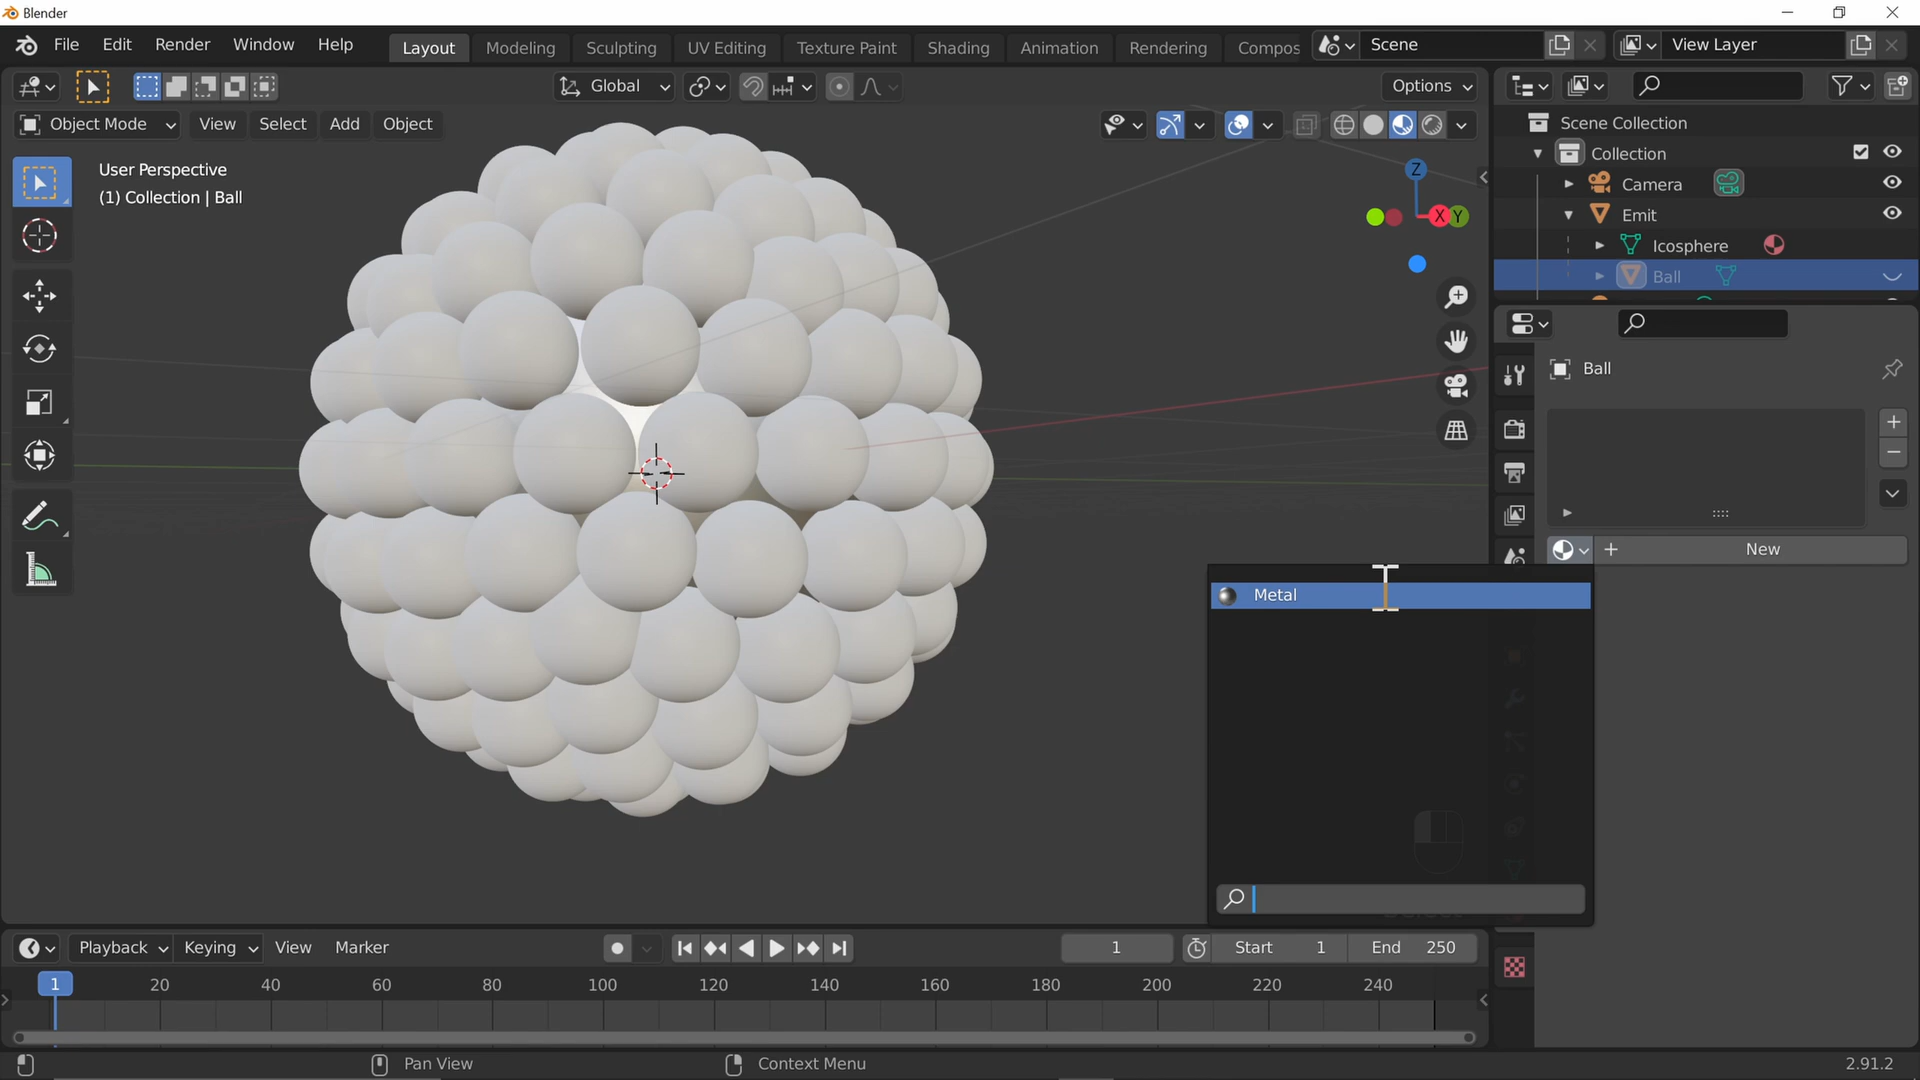 Blender
File Edit Render Window Help
Layout Modeling Sculpting UV Editing Texture Paint Shading Animation Rendering Compos
Scene
View Layer
Global
Options
Object Mode View Select Add Object
User Perspective
(1) Collection | Ball
Z
X
Y
Scene Collection
Collection
Camera
Emit
Icosphere
Ball
Ball
New
Metal
Playback Keying View Marker
1
Start 1
End 250
1 20 40 60 80 100 120 140 160 180 200 220 240
Pan View
Context Menu
2.91.2